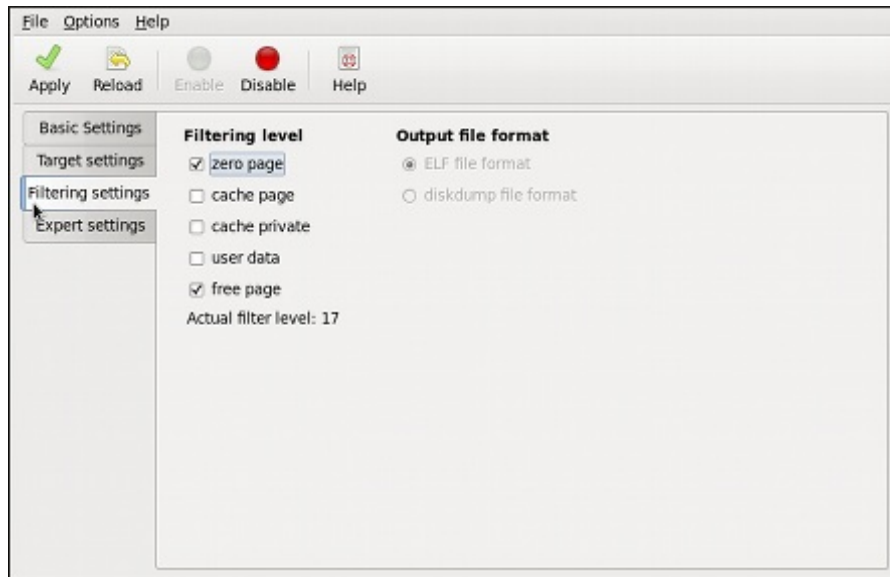 File Options Help
Apply Reload Enable Disable Help
Basic Settings
Target settings
Filtering settings
Expert settings
Filtering level
zero page
cache page
cache private
user data
free page
Actual filter level: 17
Output file format
ELF file format
diskdump file format